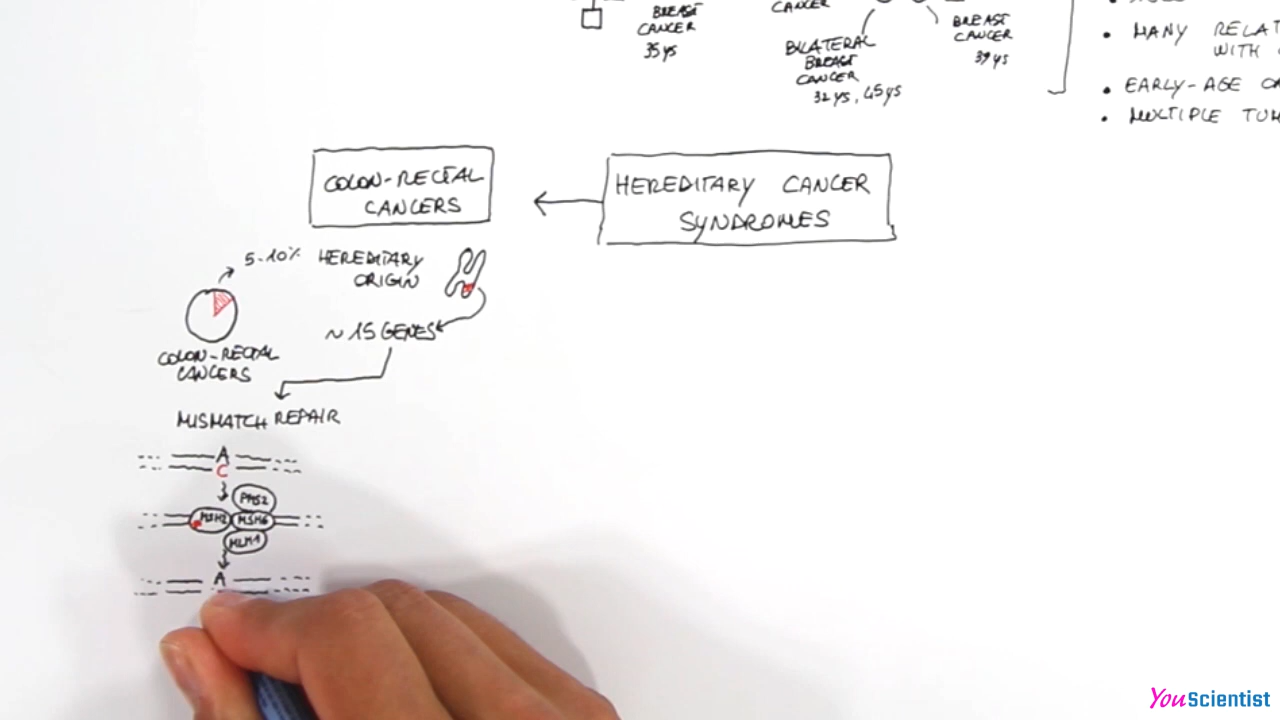 BREAST
CANCER
35 ys
CANCER
BILATERAL
BREAST
CANCER
32 ys, 45 ys
BREAST
CANCER
39 ys
• MANY
WITH
• EARLY-AGE
• MULTIPLE
COLON-RECTAL
CANCERS
HEREDITARY CANCER
SYNDROMES
5-10% HEREDITARY
ORIGIN
~ 15 GENES
COLON-RECTAL
CANCERS
MISMATCH REPAIR
A
C
PMS2
MSH2
MSH6
MLH1
A
YouScientist